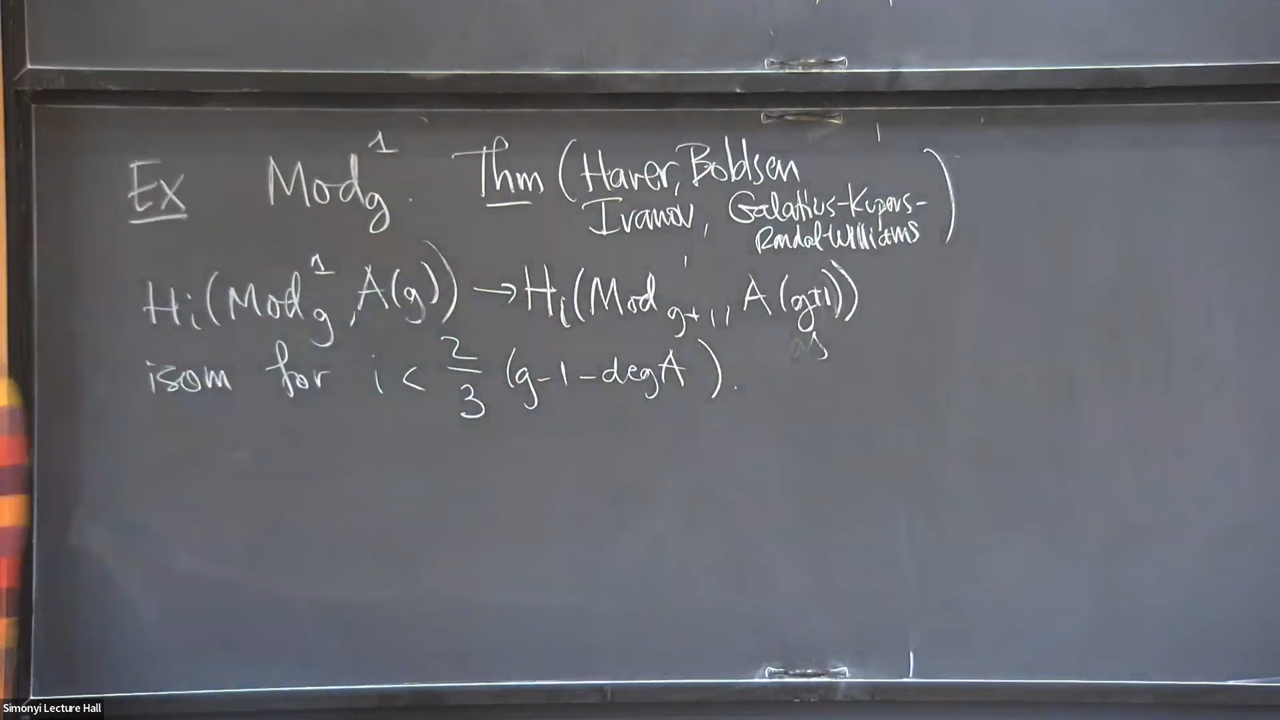 Ex Mod_g^1. Thm (Harer, Boldsen
Ivanov, Galatius-Kupers-
Randal-Williams)
H_i(Mod_g^1, A(g)) → H_i(Mod_{g+1,1}, A(g+1))
isom for i < 2/3 (g-1-deg A).
Simonyi Lecture Hall